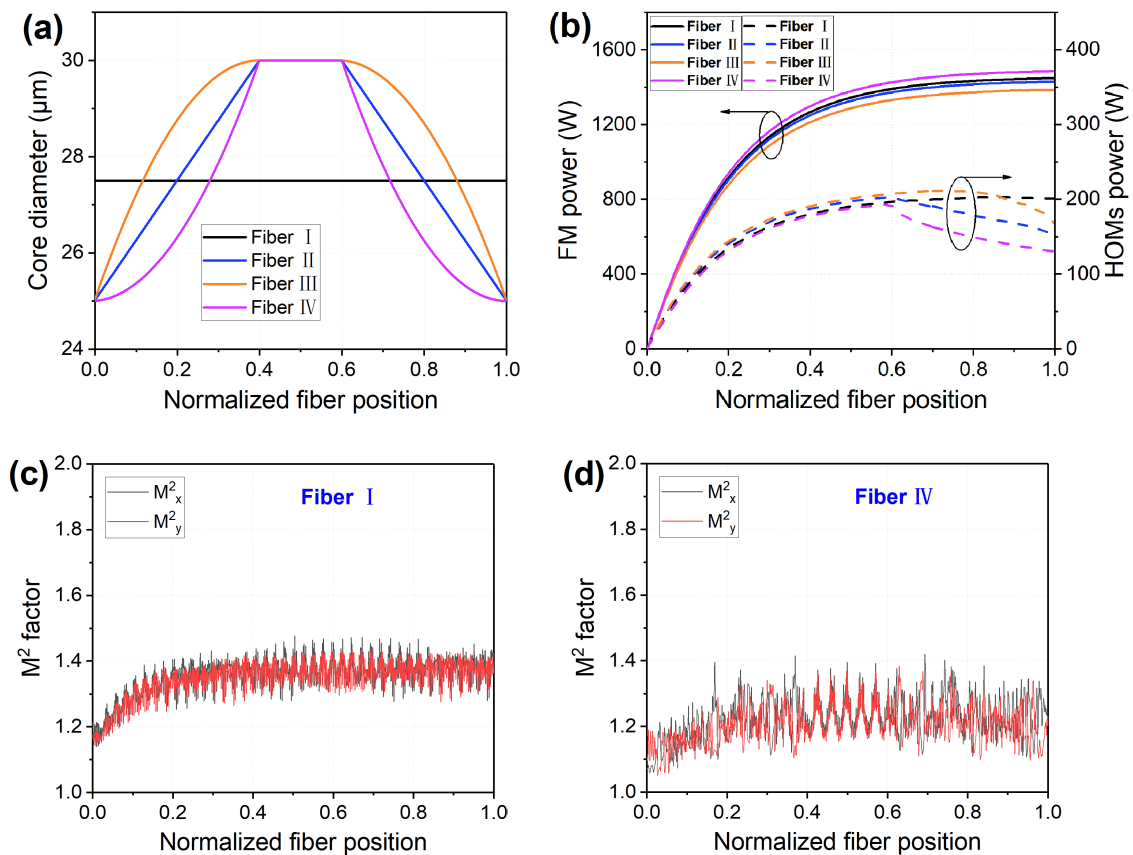 (a)
30
28
26
24
Core diameter (μm)
Fiber Ⅰ
Fiber Ⅱ
Fiber Ⅲ
Fiber Ⅳ
0.0 0.2 0.4 0.6 0.8 1.0
Normalized fiber position
(b)
Fiber Ⅰ Fiber Ⅰ
Fiber Ⅱ Fiber Ⅱ
Fiber Ⅲ Fiber Ⅲ
Fiber Ⅳ Fiber Ⅳ
1600
1200
800
400
0
FM power (W)
400
300
200
100
0
HOMs power (W)
0.0 0.2 0.4 0.6 0.8 1.0
Normalized fiber position
(c)
2.0
1.8
1.6
1.4
1.2
1.0
M² factor
M²x
M²y
Fiber Ⅰ
0.0 0.2 0.4 0.6 0.8 1.0
Normalized fiber position
(d)
2.0
1.8
1.6
1.4
1.2
1.0
M² factor
M²x
M²y
Fiber Ⅳ
0.0 0.2 0.4 0.6 0.8 1.0
Normalized fiber position